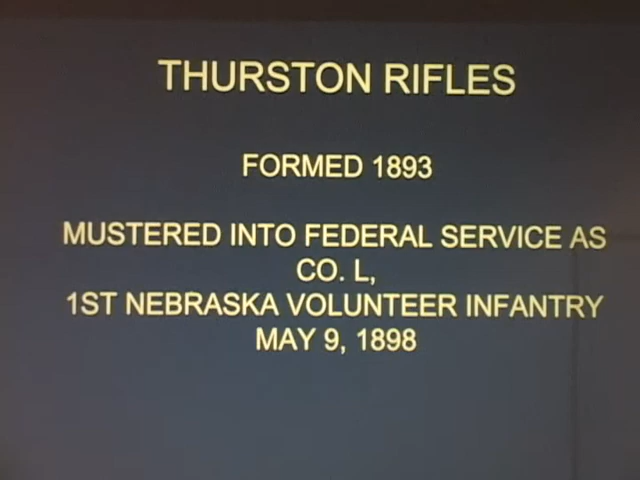 THURSTON RIFLES
FORMED 1893
MUSTERED INTO FEDERAL SERVICE AS
CO. L,
1ST NEBRASKA VOLUNTEER INFANTRY
MAY 9, 1898